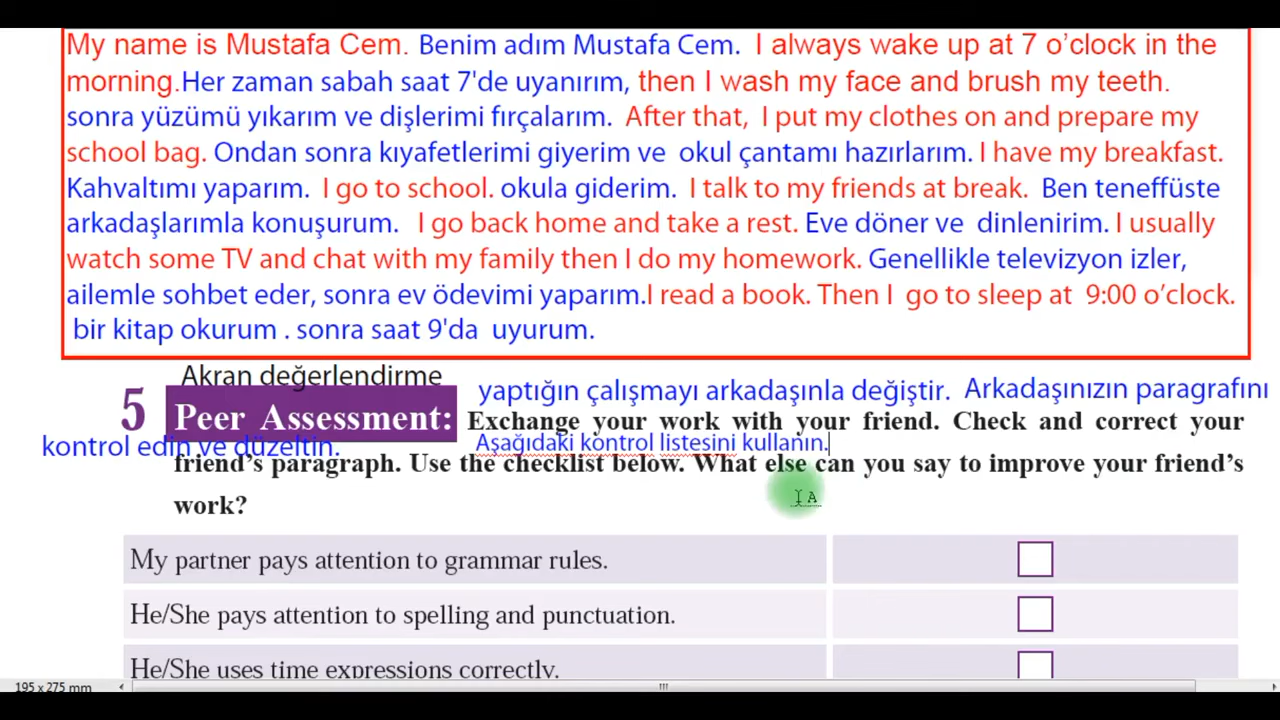 My name is Mustafa Cem. Benim adım Mustafa Cem. I always wake up at 7 o'clock in the
morning.Her zaman sabah saat 7'de uyanırım, then I wash my face and brush my teeth.
sonra yüzümü yıkarım ve dişlerimi fırçalarım. After that, I put my clothes on and prepare my
school bag. Ondan sonra kıyafetlerimi giyerim ve okul çantamı hazırlarım. I have my breakfast.
Kahvaltımı yaparım. I go to school. okula giderim. I talk to my friends at break. Ben teneffüste
arkadaşlarımla konuşurum. I go back home and take a rest. Eve döner ve dinlenirim. I usually
watch some TV and chat with my family then I do my homework. Genellikle televizyon izler,
ailemle sohbet eder, sonra ev ödevimi yaparım.I read a book. Then I go to sleep at 9:00 o'clock.
bir kitap okurum . sonra saat 9'da uyurum.
Akran değerlendirme
yaptığın çalışmayı arkadaşınla değiştir. Arkadaşınızın paragrafını
5 Peer Assessment: Exchange your work with your friend. Check and correct your
kontrol edin ve düzeltin. Aşağıdaki kontrol listesini kullanın.
friend's paragraph. Use the checklist below. What else can you say to improve your friend's
work?
My partner pays attention to grammar rules.
He/She pays attention to spelling and punctuation.
He/She uses time expressions correctly.
195 x 275 mm